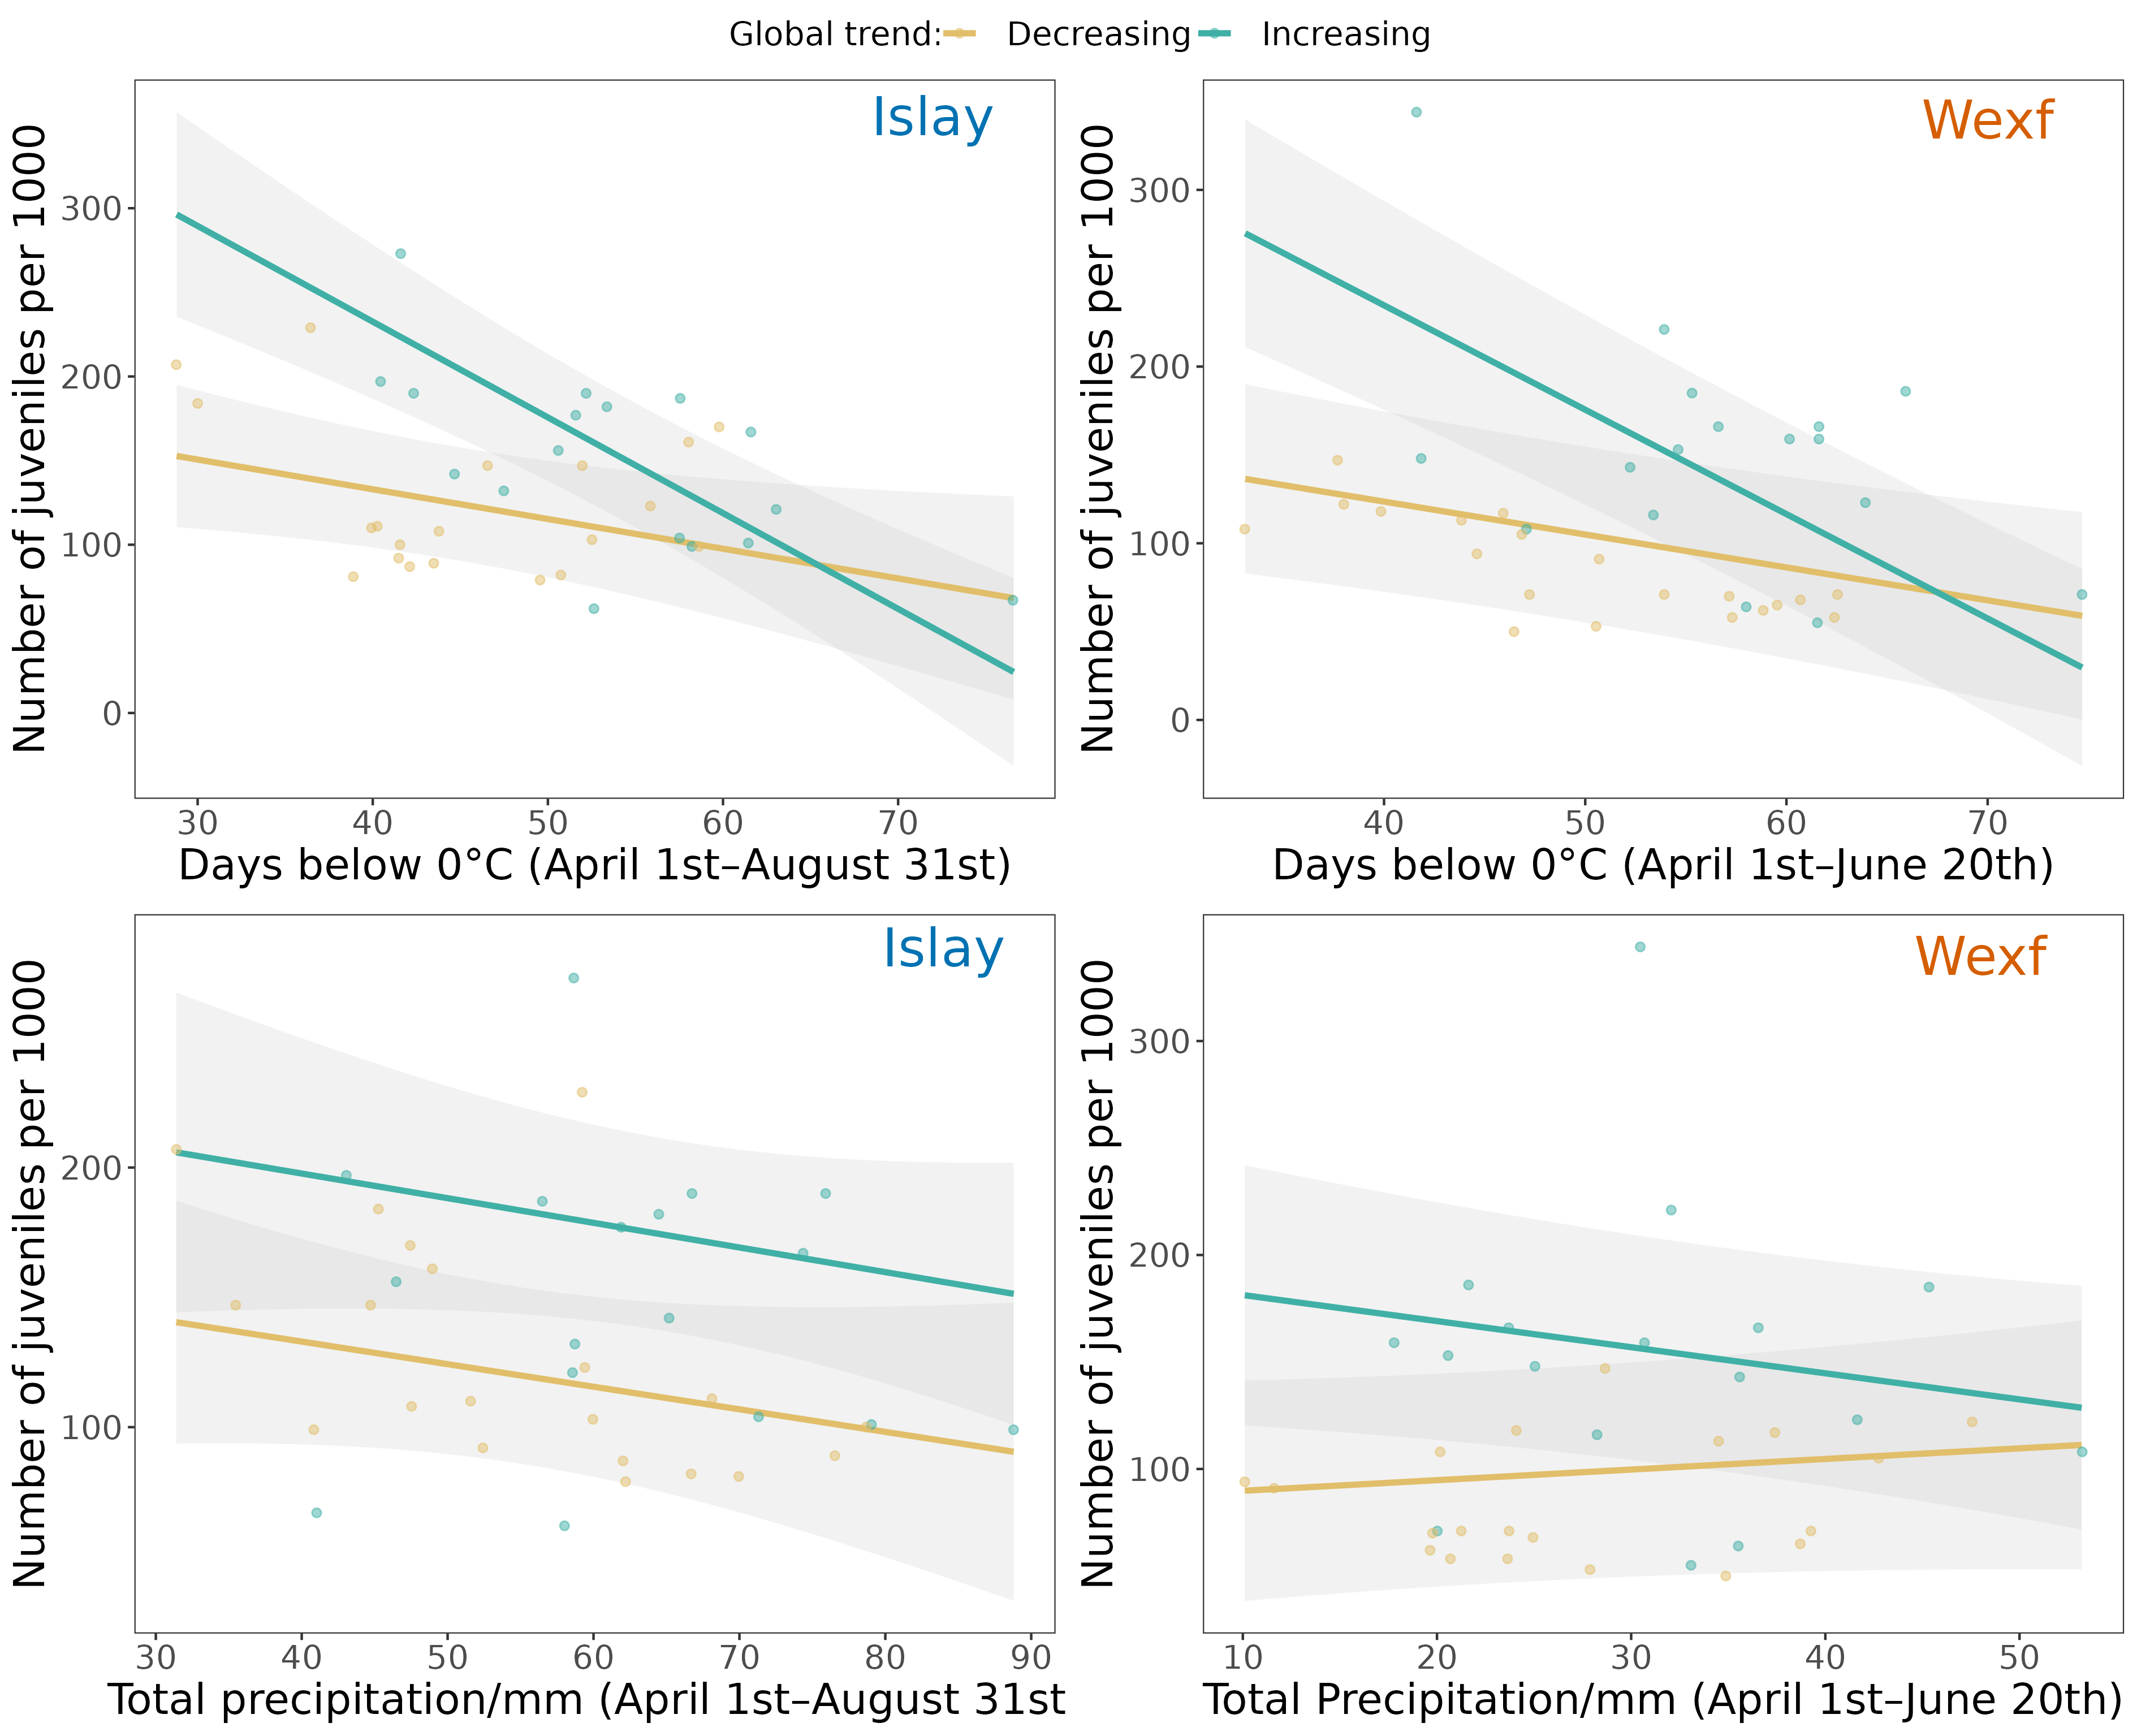 Global trend: Decreasing Increasing
Islay
Number of juveniles per 1000
300
200
100
0
30 40 50 60 70
Days below 0°C (April 1st–August 31st)
Wexf
Number of juveniles per 1000
300
200
100
0
40 50 60 70
Days below 0°C (April 1st–June 20th)
Islay
Number of juveniles per 1000
200
100
30 40 50 60 70 80 90
Total precipitation/mm (April 1st–August 31st
Wexf
Number of juveniles per 1000
300
200
100
10 20 30 40 50
Total Precipitation/mm (April 1st–June 20th)